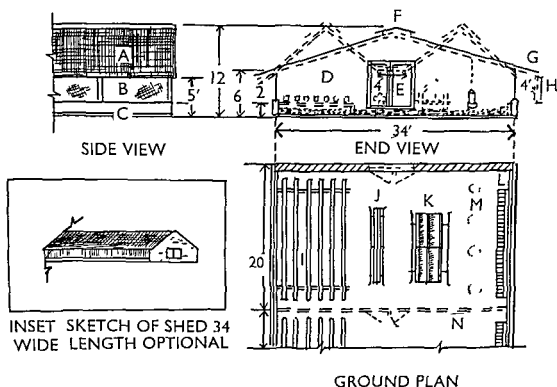 F
A
B
C
5'
12
6
2
D
4
E
G
4'
H
34'
SIDE VIEW
END VIEW
J
K
L
M
I
20
N
INSET SKETCH OF SHED 34
WIDE LENGTH OPTIONAL
GROUND PLAN